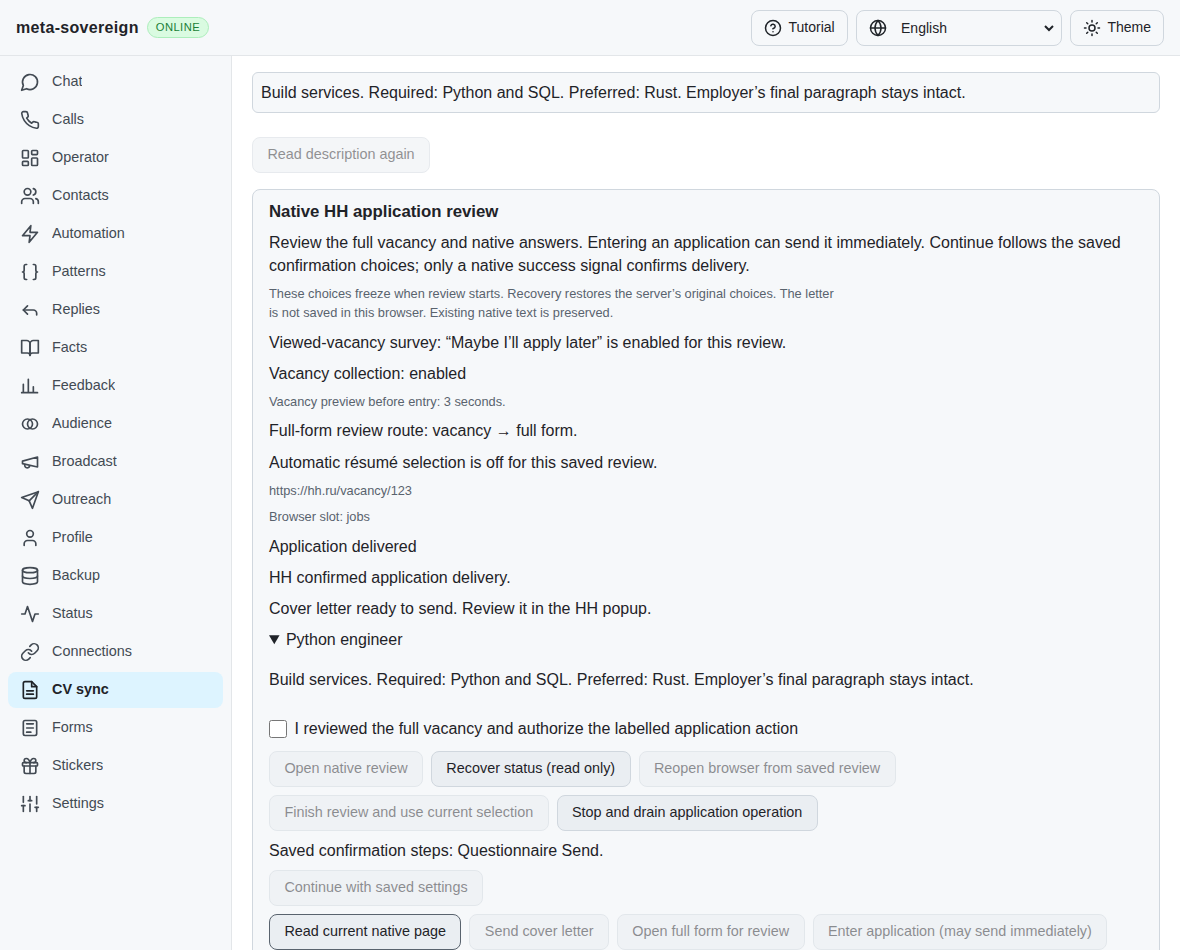 meta-sovereign ONLINE Tutorial English Theme
Chat
Calls
Operator
Contacts
Automation
Patterns
Replies
Facts
Feedback
Audience
Broadcast
Outreach
Profile
Backup
Status
Connections
CV sync
Forms
Stickers
Settings
Build services. Required: Python and SQL. Preferred: Rust. Employer’s final paragraph stays intact.
Read description again
Native HH application review
Review the full vacancy and native answers. Entering an application can send it immediately. Continue follows the saved
confirmation choices; only a native success signal confirms delivery.
These choices freeze when review starts. Recovery restores the server’s original choices. The letter
is not saved in this browser. Existing native text is preserved.
Viewed-vacancy survey: “Maybe I’ll apply later” is enabled for this review.
Vacancy collection: enabled
Vacancy preview before entry: 3 seconds.
Full-form review route: vacancy → full form.
Automatic résumé selection is off for this saved review.
https://hh.ru/vacancy/123
Browser slot: jobs
Application delivered
HH confirmed application delivery.
Cover letter ready to send. Review it in the HH popup.
▼ Python engineer
Build services. Required: Python and SQL. Preferred: Rust. Employer’s final paragraph stays intact.
I reviewed the full vacancy and authorize the labelled application action
Open native review Recover status (read only) Reopen browser from saved review
Finish review and use current selection Stop and drain application operation
Saved confirmation steps: Questionnaire Send.
Continue with saved settings
Read current native page Send cover letter Open full form for review Enter application (may send immediately)